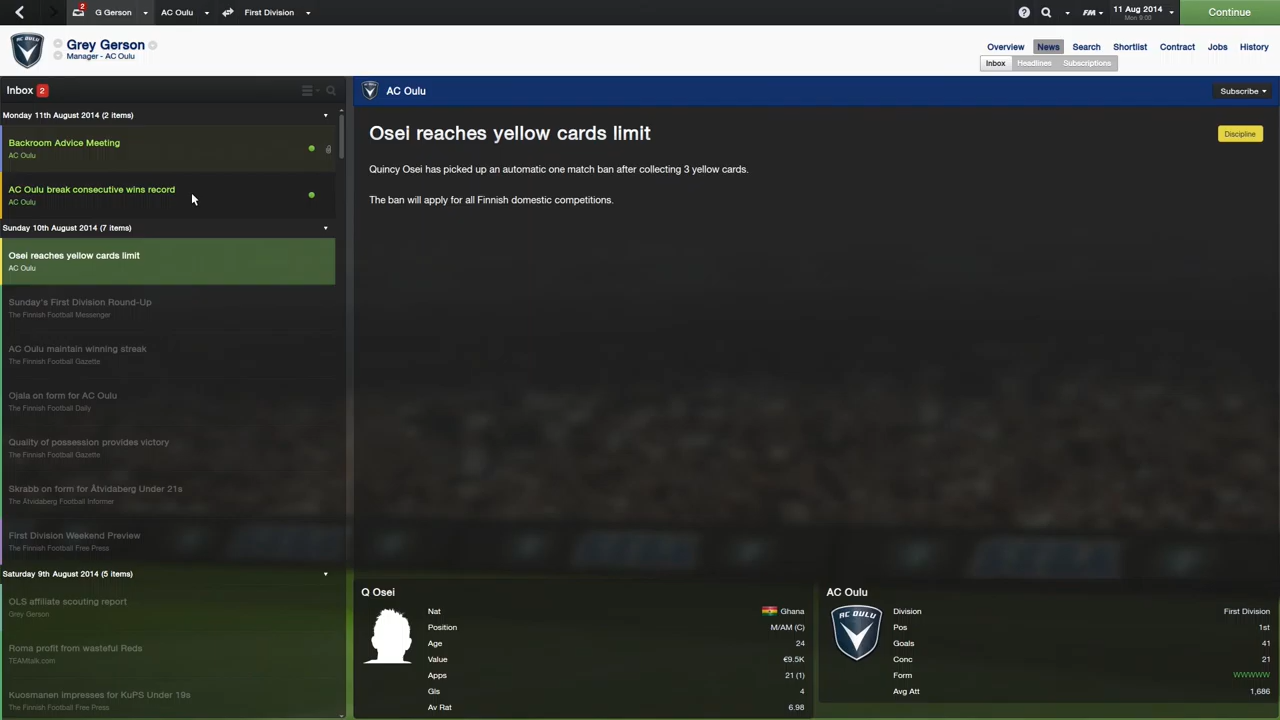 2
G Gerson
AC Oulu
First Division
FM
11 Aug 2014
Mon 9:00
Continue
Grey Gerson
Manager - AC Oulu
Overview
News
Search
Shortlist
Contract
Jobs
History
Inbox
Headlines
Subscriptions
Inbox 2
Monday 11th August 2014 (2 items)
Backroom Advice Meeting
AC Oulu
AC Oulu break consecutive wins record
AC Oulu
Sunday 10th August 2014 (7 items)
Osei reaches yellow cards limit
AC Oulu
Sunday's First Division Round-Up
The Finnish Football Messenger
AC Oulu maintain winning streak
The Finnish Football Gazette
Ojala on form for AC Oulu
The Finnish Football Daily
Quality of possession provides victory
The Finnish Football Gazette
Skrabb on form for Åtvidaberg Under 21s
The Åtvidaberg Football Informer
First Division Weekend Preview
The Finnish Football Free Press
Saturday 9th August 2014 (5 items)
OLS affiliate scouting report
Grey Gerson
Roma profit from wasteful Reds
TEAMtalk.com
Kuosmanen impresses for KuPS Under 19s
The Finnish Football Free Press
AC Oulu
Subscribe
Osei reaches yellow cards limit
Discipline
Quincy Osei has picked up an automatic one match ban after collecting 3 yellow cards.
The ban will apply for all Finnish domestic competitions.
Q Osei
Nat Ghana
Position M/AM (C)
Age 24
Value €9.5K
Apps 21 (1)
Gls 4
Av Rat 6.98
AC Oulu
AC OULU
Division First Division
Pos 1st
Goals 41
Conc 21
Form WWWWW
Avg Att 1,686